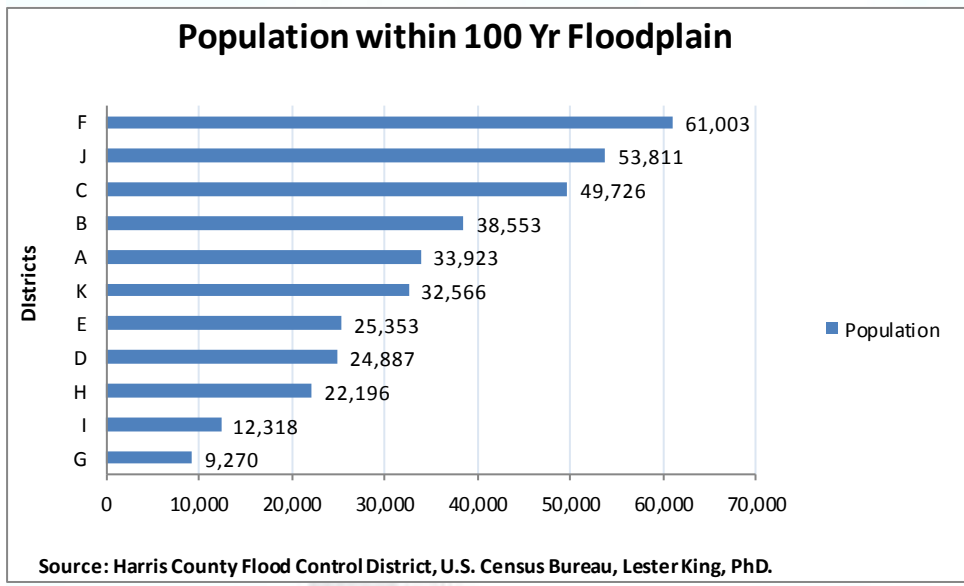 Population within 100 Yr Floodplain
DIstricts
F 61,003
J 53,811
C 49,726
B 38,553
A 33,923
K 32,566
E 25,353
D 24,887
H 22,196
I 12,318
G 9,270
Population
0 10,000 20,000 30,000 40,000 50,000 60,000 70,000
Source: Harris County Flood Control District, U.S. Census Bureau, Lester King, PhD.